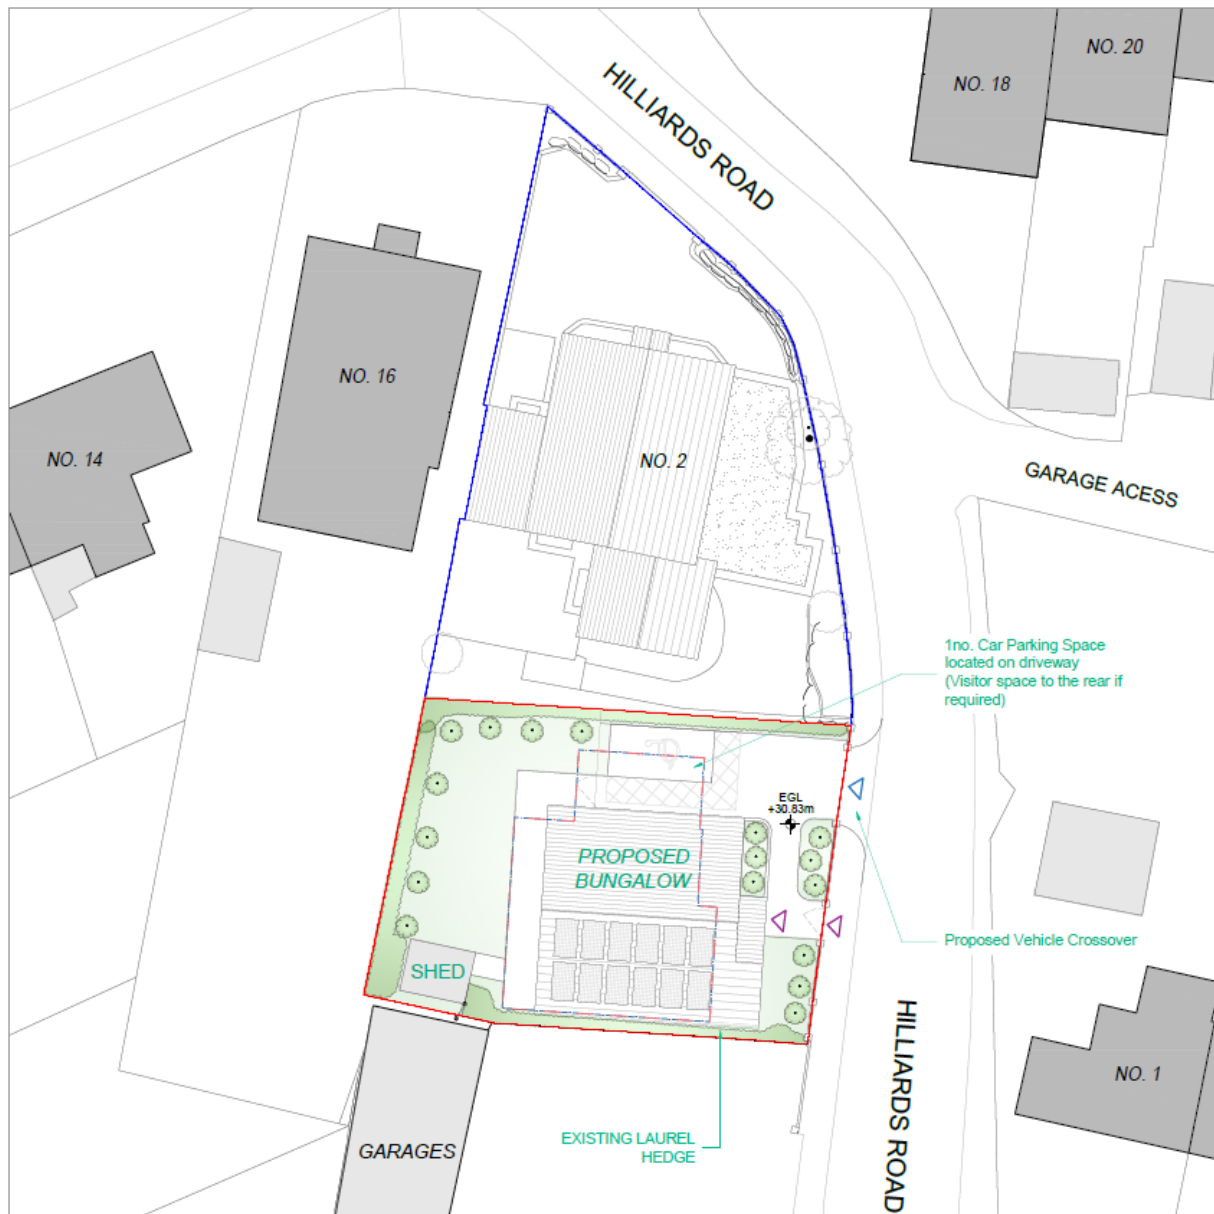 HILLIARDS ROAD
NO. 20
NO. 18
NO. 16
NO. 14
NO. 2
GARAGE ACESS
1no. Car Parking Space
located on driveway
(Visitor space to the rear if
required)
EGL
+30.83m
PROPOSED
BUNGALOW
Proposed Vehicle Crossover
SHED
HILLIARDS ROAD
NO. 1
EXISTING LAUREL
HEDGE
GARAGES